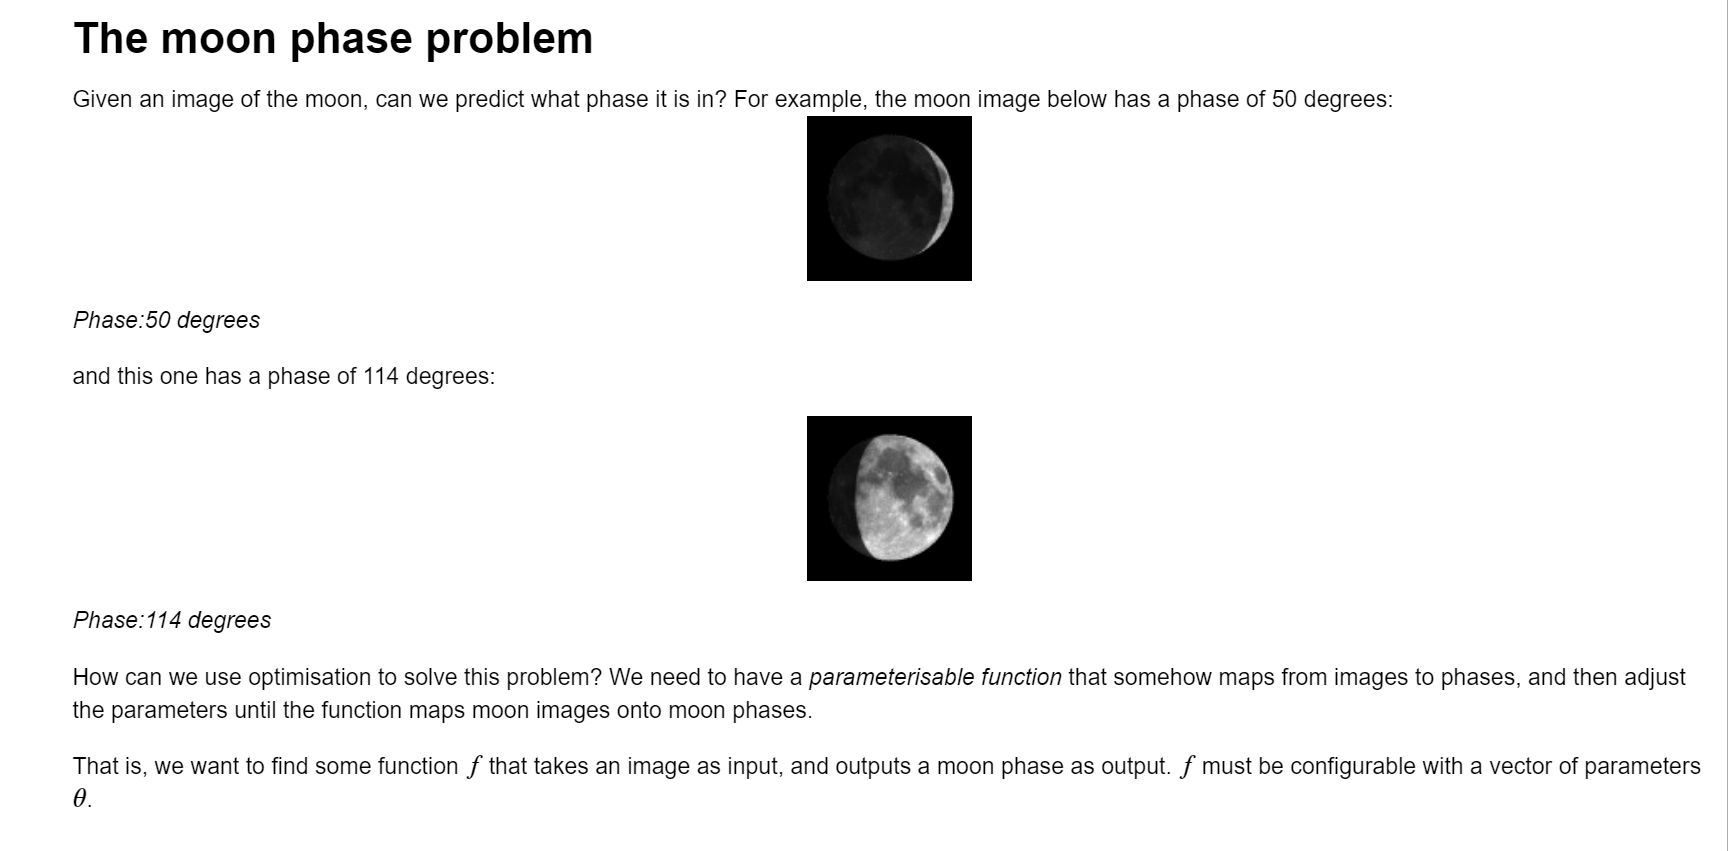 The moon phase problem
Given an image of the moon, can we predict what phase it is in? For example, the moon image below has a phase of 50 degrees:
Phase:50 degrees
and this one has a phase of 114 degrees:
Phase:114 degrees
How can we use optimisation to solve this problem? We need to have a parameterisable function that somehow maps from images to phases, and then adjust
the parameters until the function maps moon images onto moon phases.
That is, we want to find some function f that takes an image as input, and outputs a moon phase as output. f must be configurable with a vector of parameters
θ.